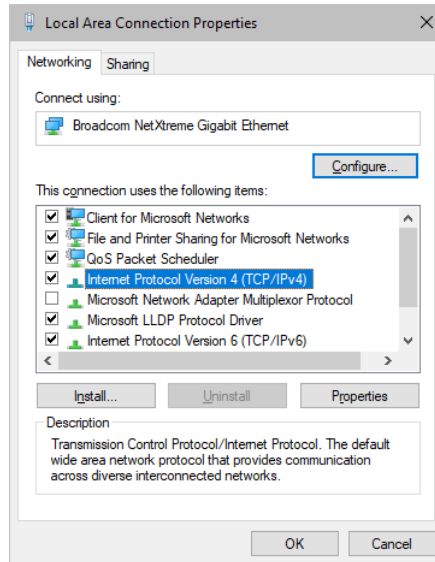 Local Area Connection Properties
Networking
Sharing
Connect using:
Broadcom NetXtreme Gigabit Ethernet
Configure...
This connection uses the following items:
Client for Microsoft Networks
File and Printer Sharing for Microsoft Networks
QoS Packet Scheduler
Internet Protocol Version 4 (TCP/IPv4)
Microsoft Network Adapter Multiplexor Protocol
Microsoft LLDP Protocol Driver
Internet Protocol Version 6 (TCP/IPv6)
Install...
Uninstall
Properties
Description
Transmission Control Protocol/Internet Protocol. The default
wide area network protocol that provides communication
across diverse interconnected networks.
OK
Cancel